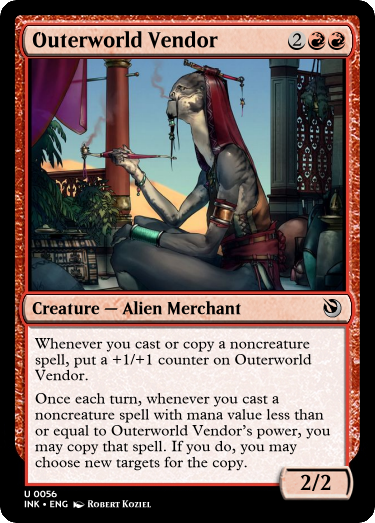 Outerworld Vendor 2
Creature — Alien Merchant
Whenever you cast or copy a noncreature
spell, put a +1/+1 counter on Outerworld
Vendor.
Once each turn, whenever you cast a
noncreature spell with mana value less than
or equal to Outerworld Vendor's power, you
may copy that spell. If you do, you may
choose new targets for the copy.
2/2
U 0056
INK • ENG Robert Koziel